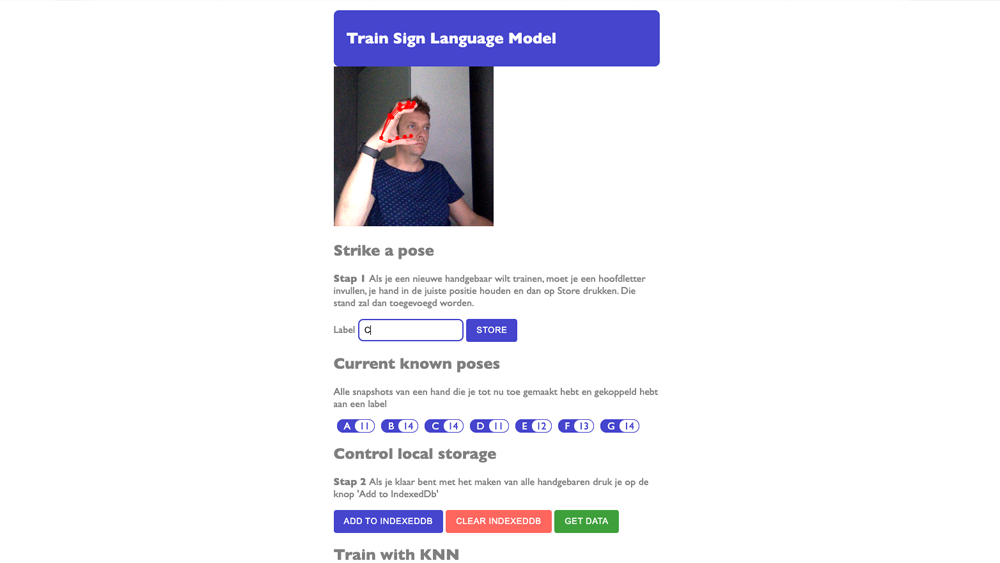 Train Sign Language Model
Strike a pose
Stap 1 Als je een nieuwe handgebaar wilt trainen, moet je een hoofdletter
invullen, je hand in de juiste positie houden en dan op Store drukken. Die
stand zal dan toegevoegd worden.
Label C STORE
Current known poses
Alle snapshots van een hand die je tot nu toe gemaakt hebt en gekoppeld hebt
aan een label
A 11 B 14 C 14 D 11 E 12 F 13 G 14
Control local storage
Stap 2 Als je klaar bent met het maken van alle handgebaren druk je op de
knop 'Add to IndexedDb'
ADD TO INDEXEDDB CLEAR INDEXEDDB GET DATA
Train with KNN